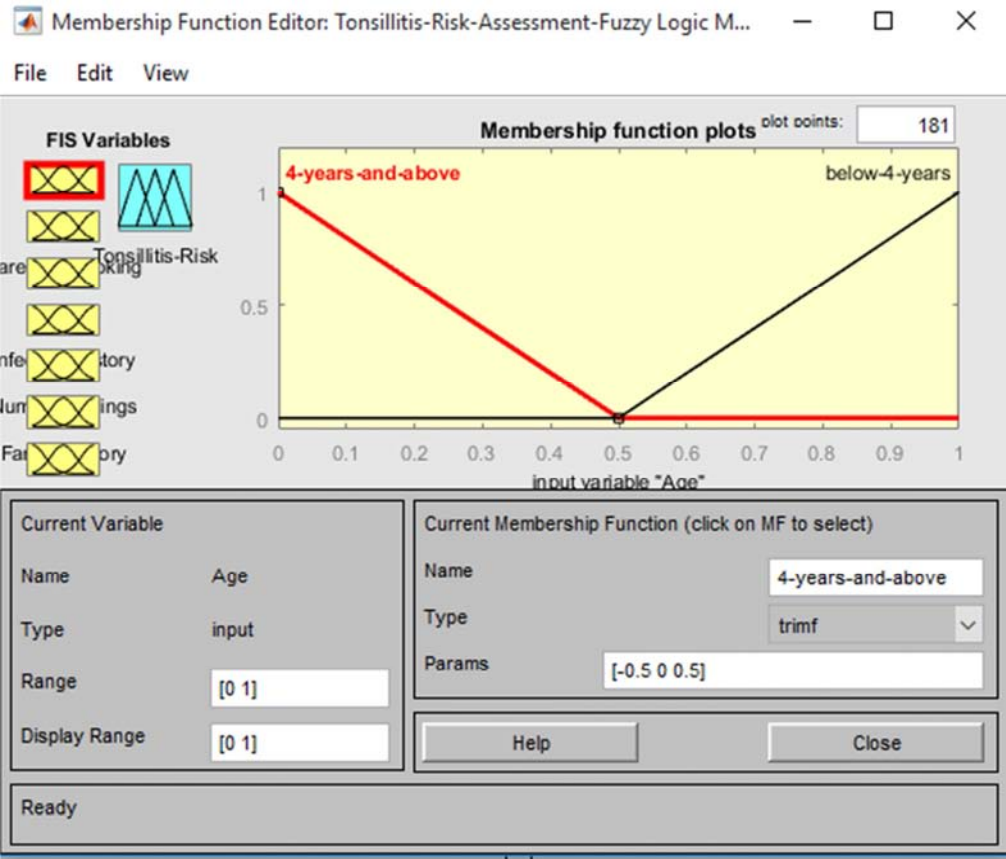 Membership Function Editor: Tonsillitis-Risk-Assessment-Fuzzy Logic M...
File Edit View
FIS Variables
Membership function plots
plot points:
181
4-years-and-above
below-4-years
1
0.5
0
0 0.1 0.2 0.3 0.4 0.5 0.6 0.7 0.8 0.9 1
input variable "Age"
Tonsillitis-Risk
Current Variable
Name Age
Type input
Range [0 1]
Display Range [0 1]
Current Membership Function (click on MF to select)
Name 4-years-and-above
Type trimf
Params [-0.5 0 0.5]
Help Close
Ready